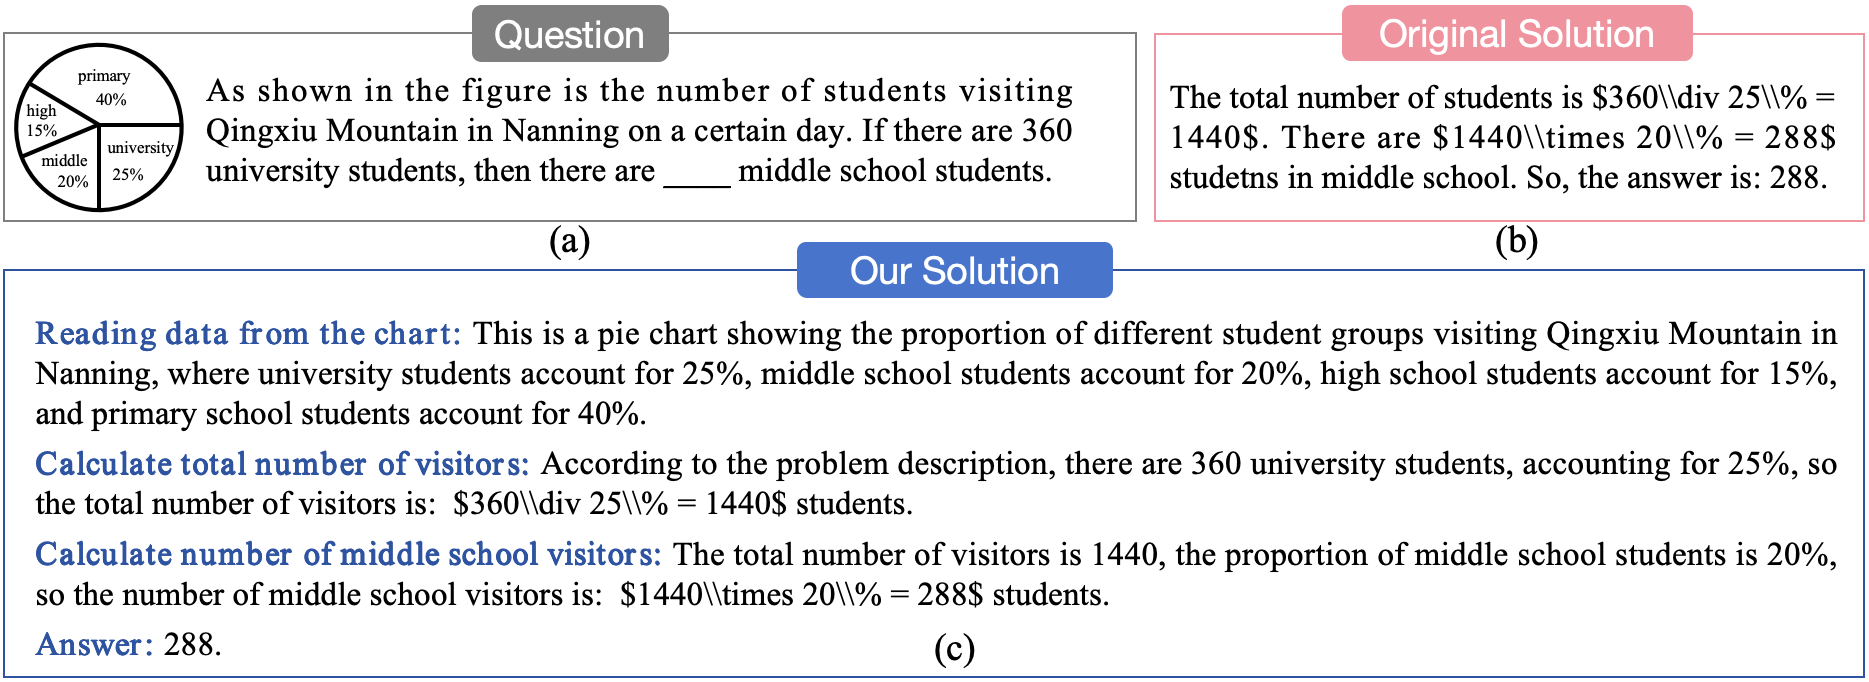 Question
primary
40%
high
15%
middle
20%
university
25%
As shown in the figure is the number of students visiting
Qingxiu Mountain in Nanning on a certain day. If there are 360
university students, then there are ____ middle school students.
(a)
Original Solution
The total number of students is $360\\div 25\\% =
1440$. There are $1440\\times 20\\% = 288$
studetns in middle school. So, the answer is: 288.
(b)
Our Solution
Reading data from the chart: This is a pie chart showing the proportion of different student groups visiting Qingxiu Mountain in
Nanning, where university students account for 25%, middle school students account for 20%, high school students account for 15%,
and primary school students account for 40%.
Calculate total number of visitors: According to the problem description, there are 360 university students, accounting for 25%, so
the total number of visitors is: $360\\div 25\\% = 1440$ students.
Calculate number of middle school visitors: The total number of visitors is 1440, the proportion of middle school students is 20%,
so the number of middle school visitors is: $1440\\times 20\\% = 288$ students.
Answer: 288.
(c)